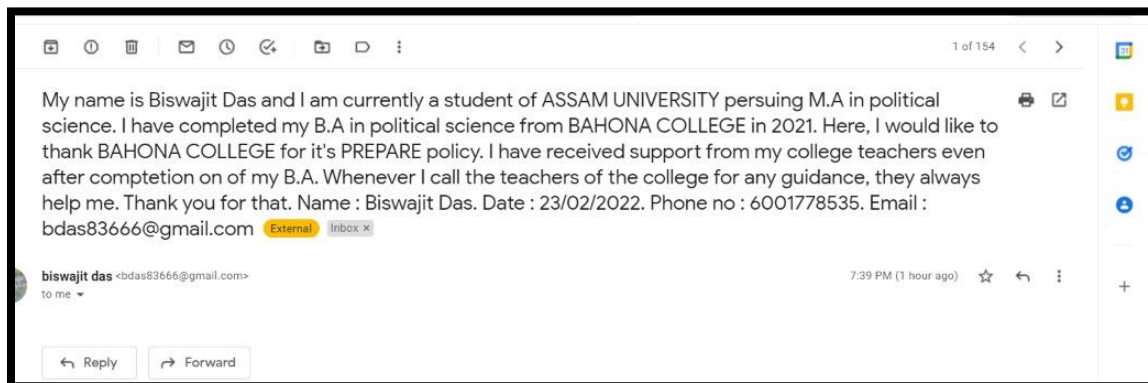 1 of 154
31
My name is Biswajit Das and I am currently a student of ASSAM UNIVERSITY persuing M.A in political
science. I have completed my B.A in political science from BAHONA COLLEGE in 2021. Here, I would like to
thank BAHONA COLLEGE for it's PREPARE policy. I have received support from my college teachers even
after comptetion on of my B.A. Whenever I call the teachers of the college for any guidance, they always
help me. Thank you for that. Name : Biswajit Das. Date : 23/02/2022. Phone no : 6001778535. Email :
bdas83666@gmail.com External Inbox ×
biswajit das <bdas83666@gmail.com> 7:39 PM (1 hour ago)
to me
Reply Forward